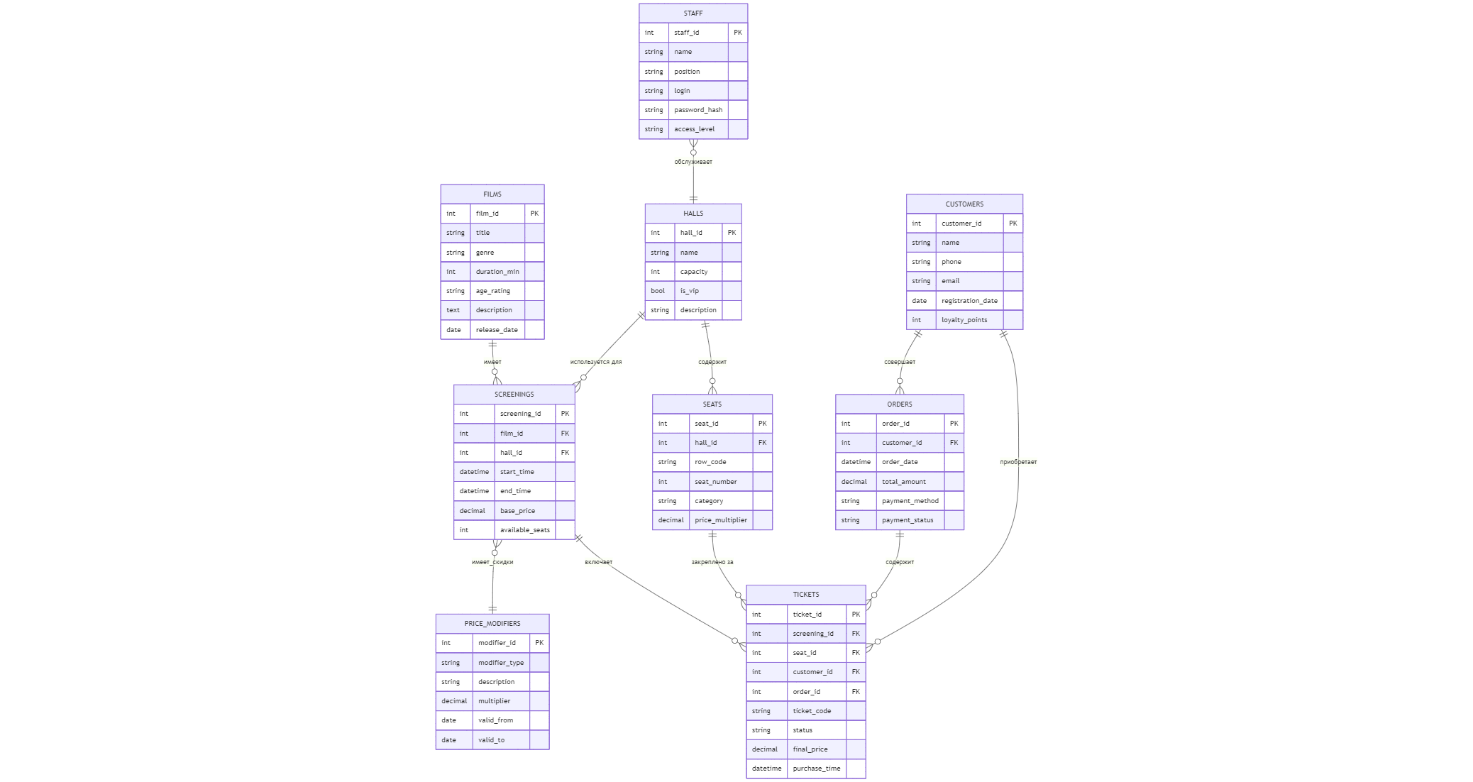 STAFF
int staff_id PK
string name
string position
string login
string password_hash
string access_level
обслуживает
FILMS
int film_id PK
string title
string genre
int duration_min
string age_rating
text description
date release_date
HALLS
int hall_id PK
string name
int capacity
bool is_vip
string description
CUSTOMERS
int customer_id PK
string name
string phone
string email
date registration_date
int loyalty_points
имеет
используется для
содержит
совершает
SCREENINGS
int screening_id PK
int film_id FK
int hall_id FK
datetime start_time
datetime end_time
decimal base_price
int available_seats
SEATS
int seat_id PK
int hall_id FK
string row_code
int seat_number
string category
decimal price_multiplier
ORDERS
int order_id PK
int customer_id FK
datetime order_date
decimal total_amount
string payment_method
string payment_status
приобретает
имеет_скидки
включает
закреплено за
содержит
PRICE_MODIFIERS
int modifier_id PK
string modifier_type
string description
decimal multiplier
date valid_from
date valid_to
TICKETS
int ticket_id PK
int screening_id FK
int seat_id FK
int customer_id FK
int order_id FK
string ticket_code
string status
decimal final_price
datetime purchase_time